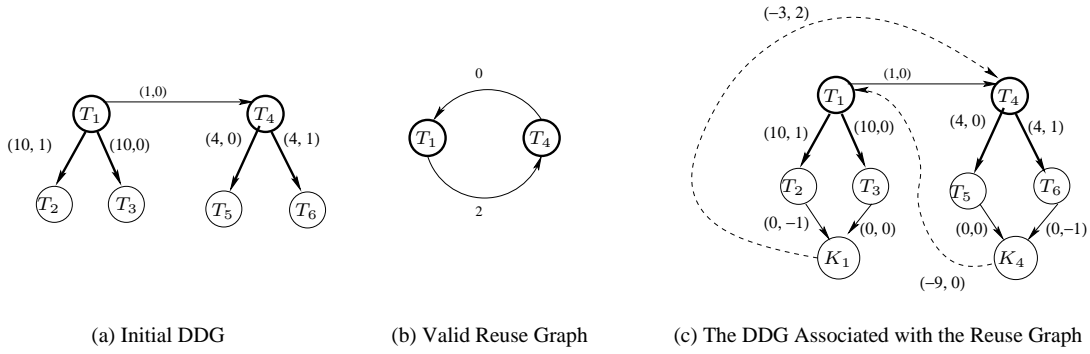 (1,0)
T1
T4
(10, 1)
(10,0)
(4, 0)
(4, 1)
T2
T3
T5
T6
(a) Initial DDG
0
T1
T4
2
(b) Valid Reuse Graph
(−3, 2)
(1,0)
T1
T4
(10, 1)
(10,0)
(4, 0)
(4, 1)
T2
T3
T5
T6
(0, −1)
(0, 0)
(0,0)
(0,−1)
K1
K4
(−9, 0)
(c) The DDG Associated with the Reuse Graph